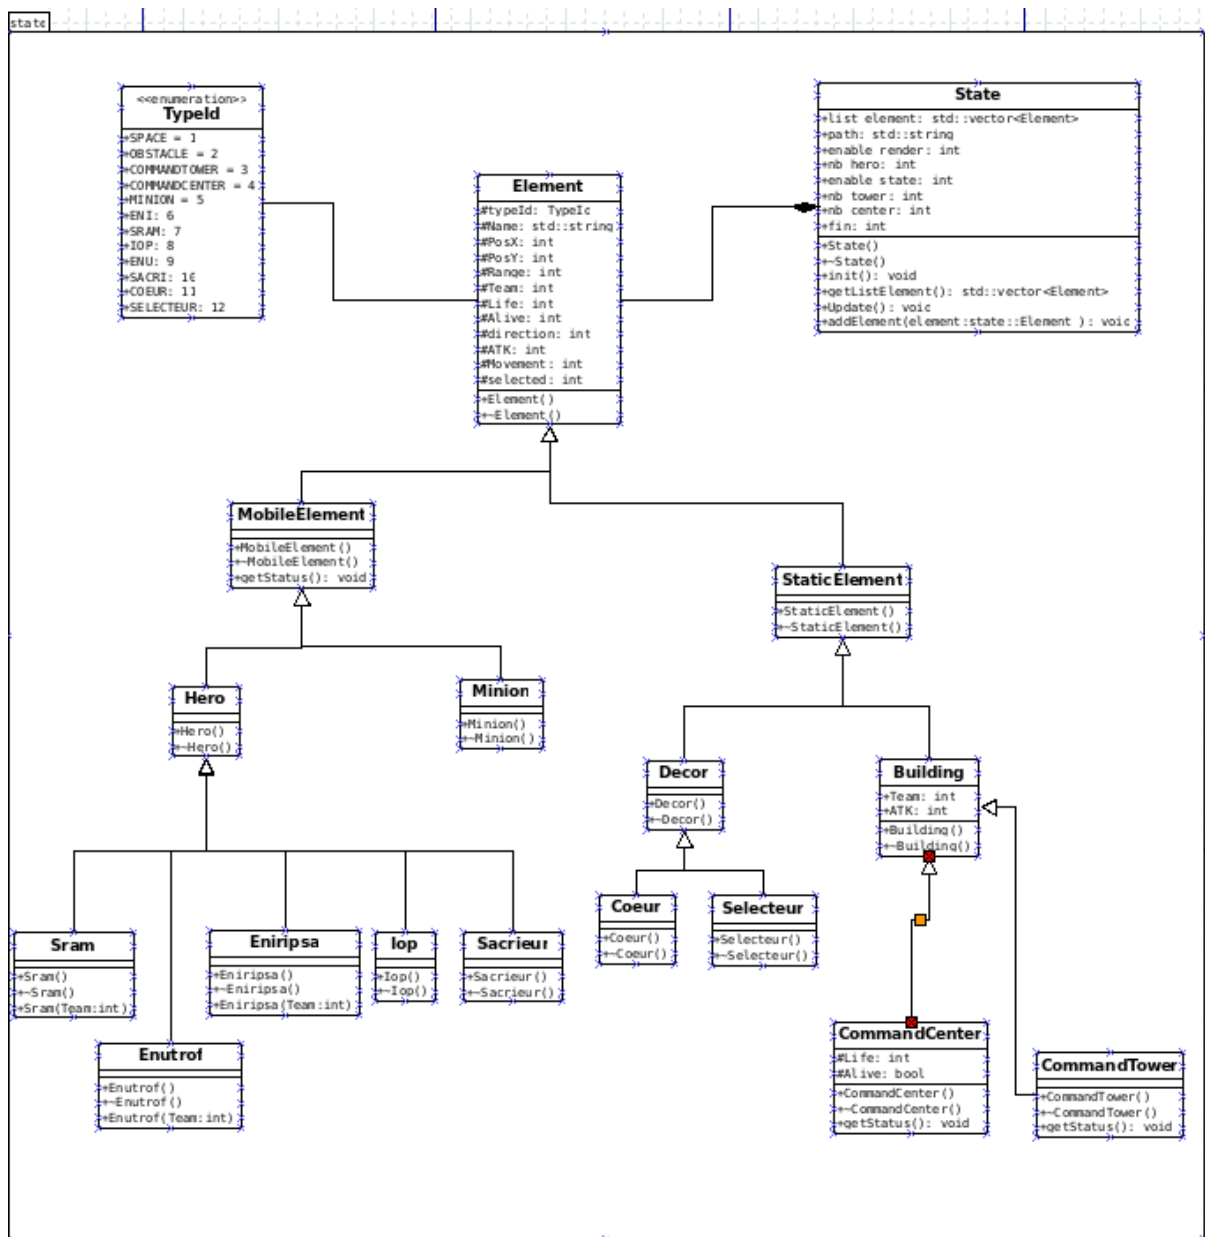 state
<<enumeration>>
TypeId
+SPACE = 1
+OBSTACLE = 2
+COMMANDTOWER = 3
+COMMANDCENTER = 4
+MINION = 5
+ENI: 6
+SRAM: 7
+IOP: 8
+ENU: 9
+SACRI: 10
+COEUR: 11
+SELECTEUR: 12
State
+list element: std::vector<Element>
+path: std::string
+enable render: int
+nb hero: int
+enable state: int
+nb tower: int
+nb center: int
+fin: int
+State()
+~State()
+init(): void
+getListElement(): std::vector<Element>
+Update(): void
+addElement(element:state::Element ): void
Element
#typeId: TypeId
#Name: std::string
#PosX: int
#PosY: int
#Range: int
#Team: int
#Life: int
#Alive: int
#direction: int
#ATK: int
#Movement: int
#selected: int
+Element()
+~Element()
MobileElement
+MobileElement()
+~MobileElement()
+getStatus(): void
StaticElement
+StaticElement()
+~StaticElement()
Hero
+Hero()
+~Hero()
Minion
+Minion()
+~Minion()
Decor
+Decor()
+~Decor()
Building
+Team: int
+ATK: int
+Building()
+~Building()
Coeur
+Coeur()
+~Coeur()
Selecteur
+Selecteur()
+~Selecteur()
Sram
+Sram()
+~Sram()
+Sram(Team:int)
Eniripsa
+Eniripsa()
+~Eniripsa()
+Eniripsa(Team:int)
Iop
+Iop()
+~Iop()
Sacrieur
+Sacrieur()
+~Sacrieur()
Enutrof
+Enutrof()
+~Enutrof()
+Enutrof(Team:int)
CommandCenter
#Life: int
#Alive: bool
+CommandCenter()
+~CommandCenter()
+getStatus(): void
CommandTower
+CommandTower()
+~CommandTower()
+getStatus(): void